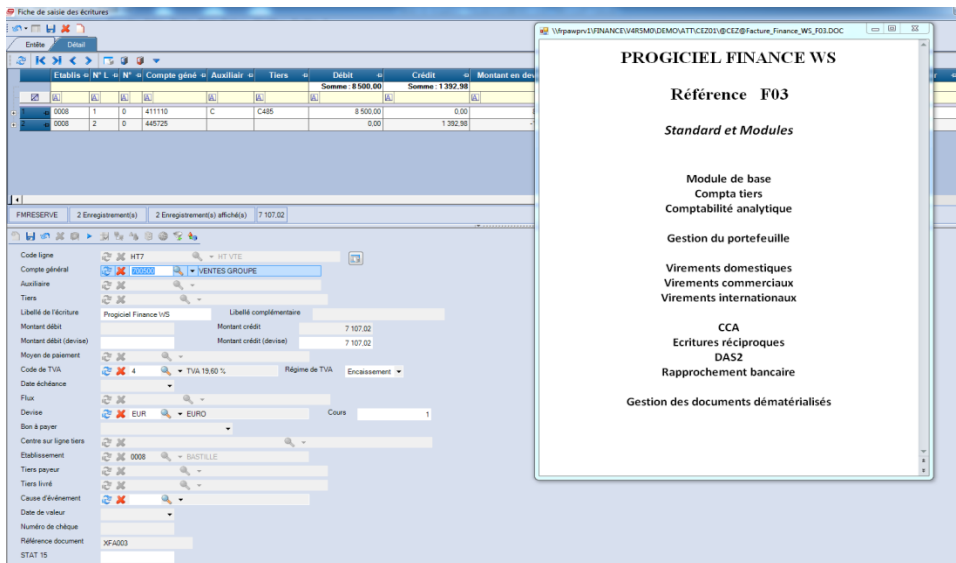 Fiche de saisie des écritures
Entête Détail
Etablis N° L N° Compte géné Auxiliair Tiers Débit Crédit Montant en dev
Somme : 8 500,00 Somme : 1 392,98
1 0008 1 0 411110 C C485 8 500,00 0,00
2 0008 2 0 445725 0,00 1 392,98
FMRESERVE 2 Enregistrement(s) 2 Enregistrement(s) affiché(s) 7 107,02
Code ligne HT7 HT VTE
Compte général 700500 VENTES GROUPE
Auxiliaire
Tiers
Libellé de l'écriture Progiciel Finance WS Libellé complémentaire
Montant débit Montant crédit 7 107,02
Montant débit (devise) Montant crédit (devise) 7 107,02
Moyen de paiement
Code de TVA 4 TVA 19,60 % Régime de TVA Encaissement
Date échéance
Flux
Devise EUR EURO Cours 1
Bon à payer
Centre sur ligne tiers
Etablissement 0008 BASTILLE
Tiers payeur
Tiers livré
Cause d'événement
Date de valeur
Numéro de chèque
Référence document XFA003
STAT 15
\\frpawprv1\FINANCE\V4R5M0\DEMO\ATT\CEZ01\@CEZ@Facture_Finance_WS_F03.DOC
PROGICIEL FINANCE WS
Référence F03
Standard et Modules
Module de base
Compta tiers
Comptabilité analytique
Gestion du portefeuille
Virements domestiques
Virements commerciaux
Virements internationaux
CCA
Ecritures réciproques
DAS2
Rapprochement bancaire
Gestion des documents dématérialisés